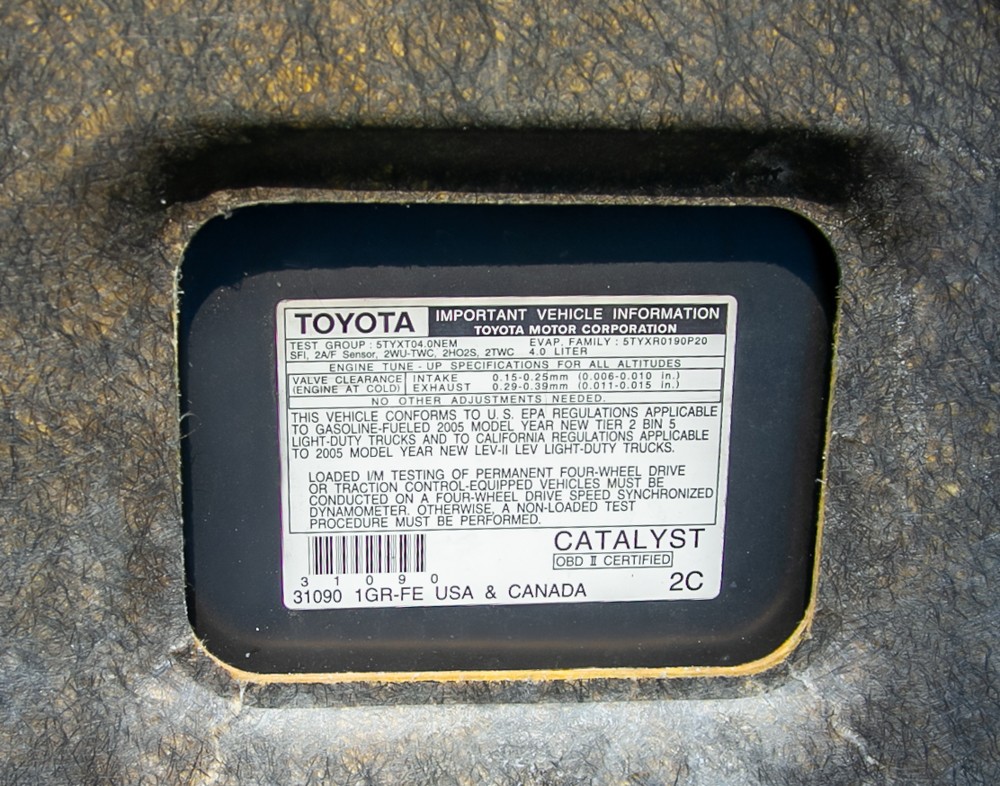 TOYOTA IMPORTANT VEHICLE INFORMATION
TOYOTA MOTOR CORPORATION
TEST GROUP : 5TYXT04.0NEM EVAP. FAMILY : 5TYXR0190P20
SFI, 2A/F Sensor, 2WU-TWC, 2HO2S, 2TWC 4.0 LITER
ENGINE TUNE - UP SPECIFICATIONS FOR ALL ALTITUDES
VALVE CLEARANCE INTAKE 0.15-0.25mm (0.006-0.010 in.)
(ENGINE AT COLD) EXHAUST 0.29-0.39mm (0.011-0.015 in.)
NO OTHER ADJUSTMENTS NEEDED.
THIS VEHICLE CONFORMS TO U.S. EPA REGULATIONS APPLICABLE
TO GASOLINE-FUELED 2005 MODEL YEAR NEW TIER 2 BIN 5
LIGHT-DUTY TRUCKS AND TO CALIFORNIA REGULATIONS APPLICABLE
TO 2005 MODEL YEAR NEW LEV-II LEV LIGHT-DUTY TRUCKS.
LOADED I/M TESTING OF PERMANENT FOUR-WHEEL DRIVE
OR TRACTION CONTROL-EQUIPPED VEHICLES MUST BE
CONDUCTED ON A FOUR-WHEEL DRIVE SPEED SYNCHRONIZED
DYNAMOMETER. OTHERWISE, A NON-LOADED TEST
PROCEDURE MUST BE PERFORMED.
CATALYST
OBD II CERTIFIED
3 1 0 9 0
31090 1GR-FE USA & CANADA 2C